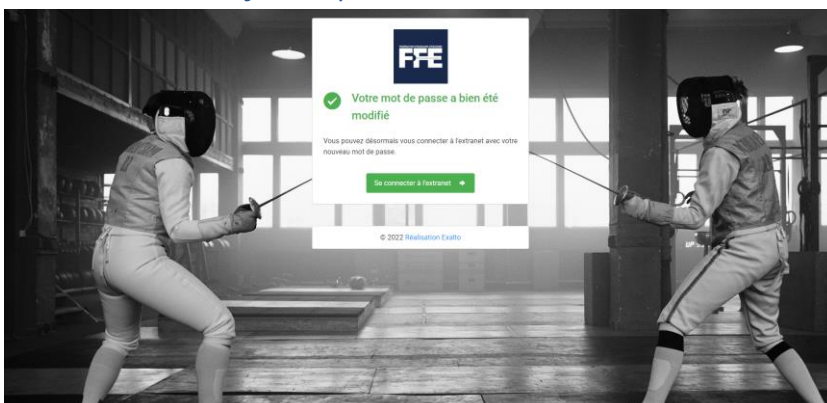 FFE
Votre mot de passe a bien été
modifié
Vous pouvez désormais vous connecter à l'extranet avec votre
nouveau mot de passe.
Se connecter à l'extranet
© 2022 Réalisation Exalto